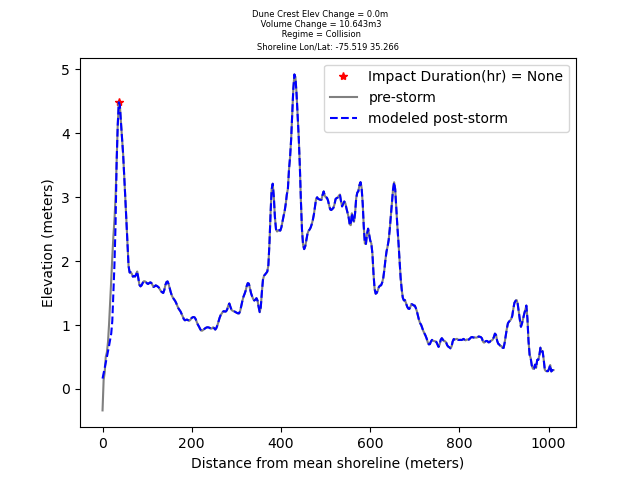 Dune Crest Elev Change = 0.0m
Volume Change = 10.643m3
Regime = Collision
Shoreline Lon/Lat: -75.519 35.266
Impact Duration(hr) = None
pre-storm
modeled post-storm
5
4
3
2
1
0
Elevation (meters)
0 200 400 600 800 1000
Distance from mean shoreline (meters)